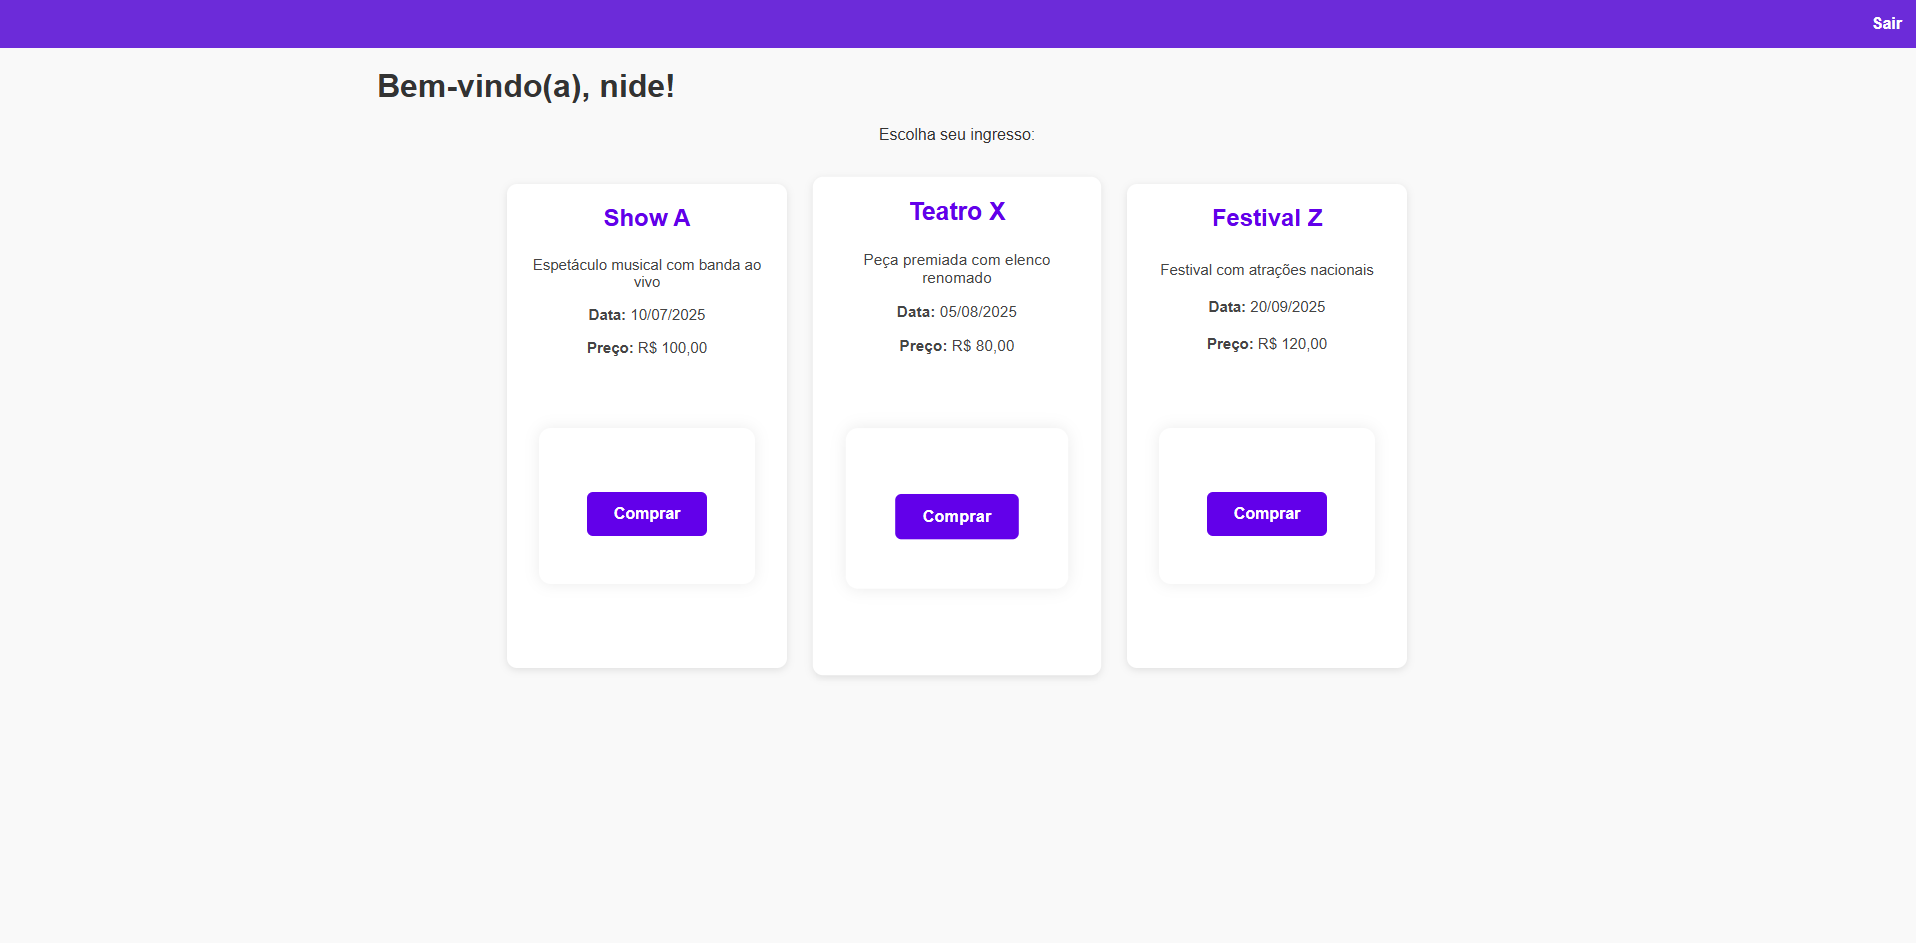 Sair
Bem-vindo(a), nide!
Escolha seu ingresso:
Show A
Espetáculo musical com banda ao
vivo
Data: 10/07/2025
Preço: R$ 100,00
Comprar
Teatro X
Peça premiada com elenco
renomado
Data: 05/08/2025
Preço: R$ 80,00
Comprar
Festival Z
Festival com atrações nacionais
Data: 20/09/2025
Preço: R$ 120,00
Comprar